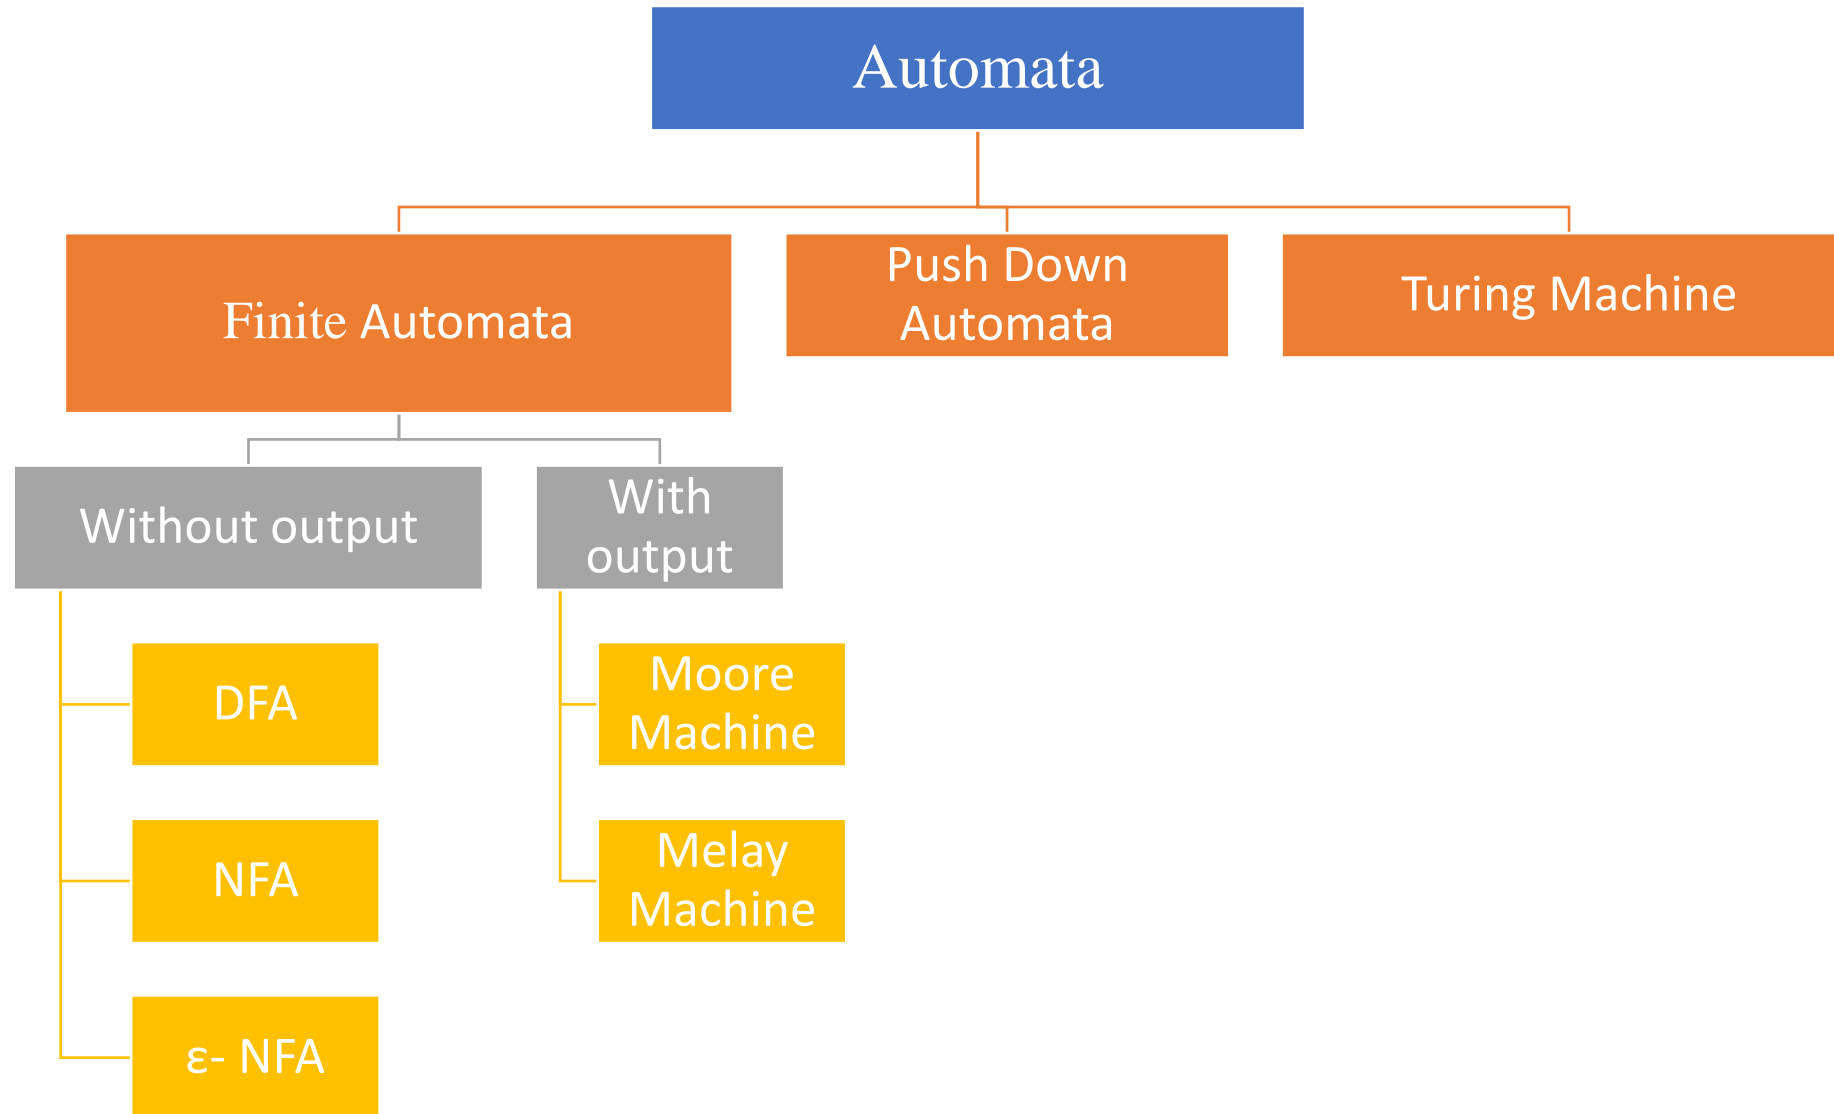 Automata
Finite Automata
Push Down
Automata
Turing Machine
Without output
With
output
DFA
NFA
ε- NFA
Moore
Machine
Melay
Machine